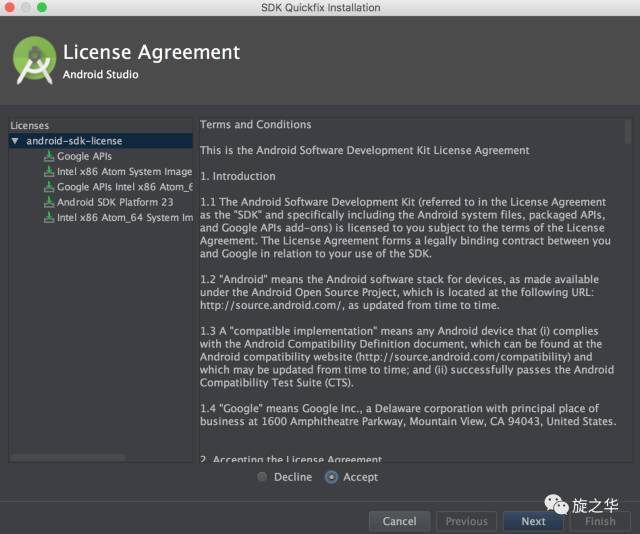 SDK Quickfix Installation
License Agreement
Android Studio
Licenses
android-sdk-license
Google APIs
Intel x86 Atom System Image
Google APIs Intel x86 Atom_6
Android SDK Platform 23
Intel x86 Atom_64 System Im
Terms and Conditions
This is the Android Software Development Kit License Agreement
1. Introduction
1.1 The Android Software Development Kit (referred to in the License Agreement
as the "SDK" and specifically including the Android system files, packaged APIs,
and Google APIs add-ons) is licensed to you subject to the terms of the License
Agreement. The License Agreement forms a legally binding contract between you
and Google in relation to your use of the SDK.
1.2 "Android" means the Android software stack for devices, as made available
under the Android Open Source Project, which is located at the following URL:
http://source.android.com/, as updated from time to time.
1.3 A "compatible implementation" means any Android device that (i) complies
with the Android Compatibility Definition document, which can be found at the
Android compatibility website (http://source.android.com/compatibility) and
which may be updated from time to time; and (ii) successfully passes the Android
Compatibility Test Suite (CTS).
1.4 "Google" means Google Inc., a Delaware corporation with principal place of
business at 1600 Amphitheatre Parkway, Mountain View, CA 94043, United States.
2. Accepting the License Agreement
Decline Accept
旋之华
Cancel Previous Next Finish